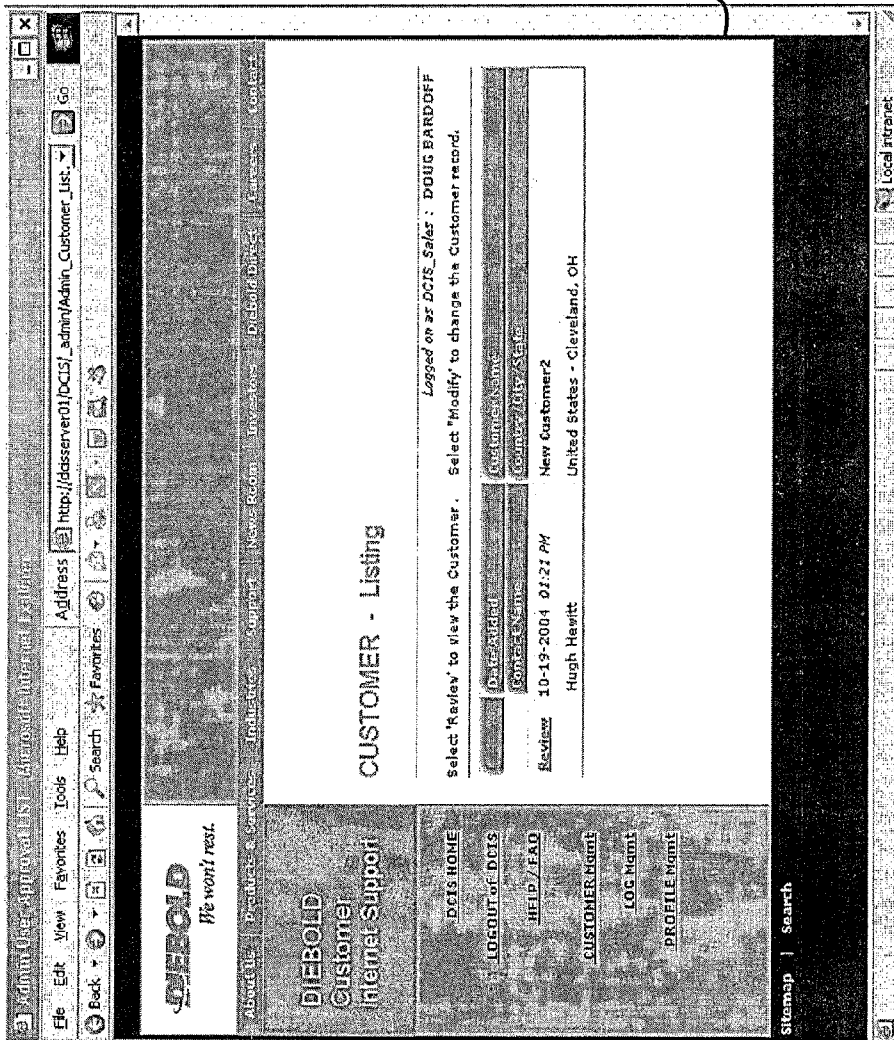 Admin User Approval LIST - Microsoft Internet Explorer
File Edit View Favorites Tools Help
Address http://dcsserver01/DCIS/_admin/Admin_Customer_List. Go
Back Search Favorites
DIEBOLD
We won't rest.
About Us | Products & Services | Industries | Support | News Room | Investors | Diebold Direct | Careers | Contact
DIEBOLD
Customer
Internet Support
DCIS HOME
LOGOUT of DCIS
HELP / FAQ
CUSTOMER Mgmt
LOG Mgmt
PROFILE Mgmt
CUSTOMER - Listing
Logged on as DCIS_Sales : DOUG BARDOFF
Select 'Review' to view the Customer. Select "Modify' to change the Customer record.
Date Added Customer Name
Contact Name Country/City/State
Review 10-19-2004 01:21 PM New Customer2
Hugh Hewitt United States - Cleveland, OH
Sitemap | Search
Local intranet